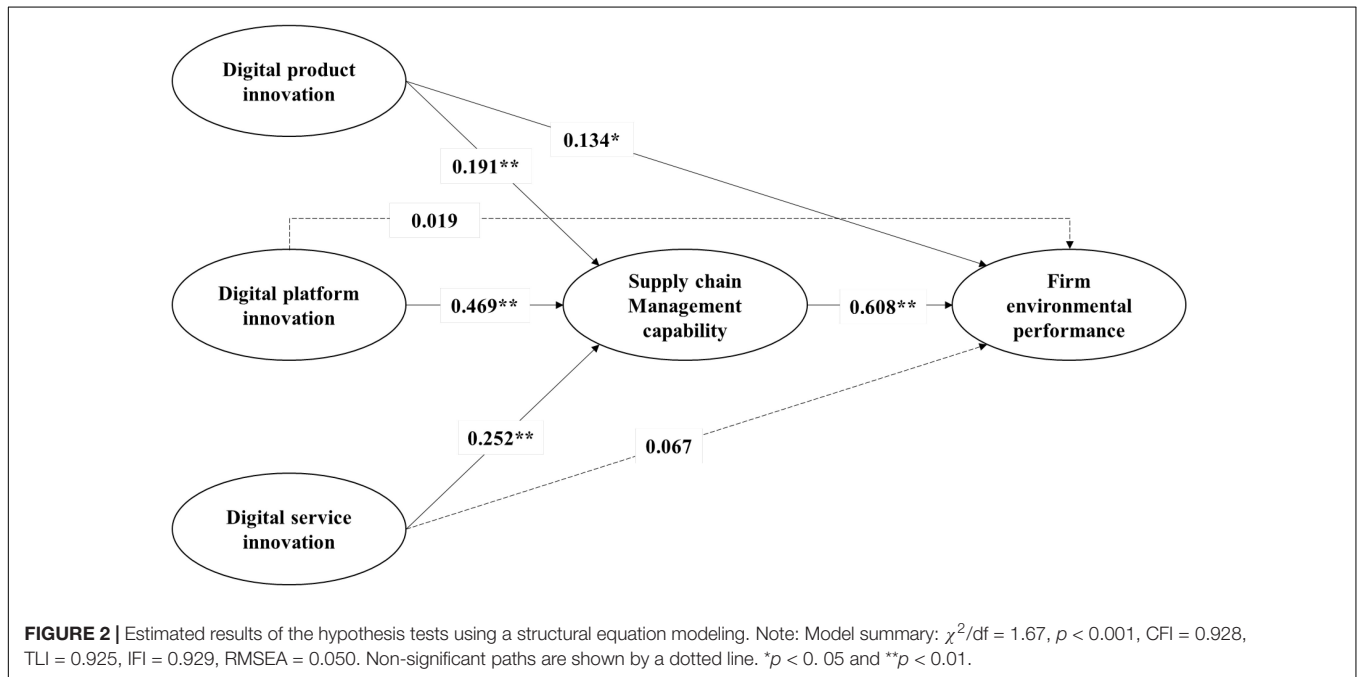 Digital product
innovation
0.134*
0.191**
0.019
Digital platform
innovation
0.469**
Supply chain
Management
capability
0.608**
Firm
environmental
performance
0.252**
0.067
Digital service
innovation
FIGURE 2 | Estimated results of the hypothesis tests using a structural equation modeling. Note: Model summary: χ²/df = 1.67, p < 0.001, CFI = 0.928,
TLI = 0.925, IFI = 0.929, RMSEA = 0.050. Non-significant paths are shown by a dotted line. *p < 0. 05 and **p < 0.01.